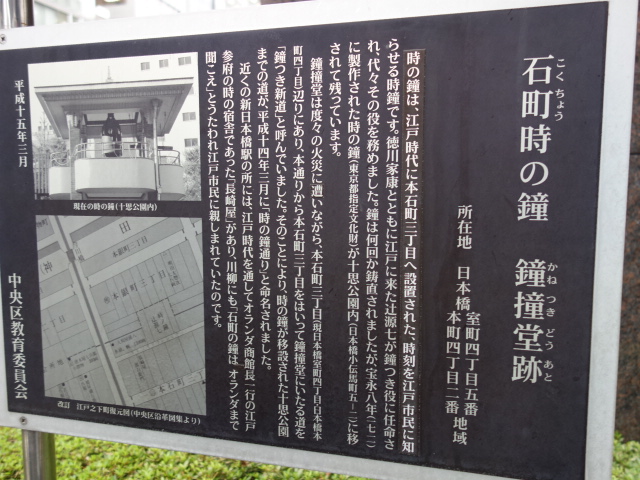 石町時の鐘　鐘撞堂跡
こくちょう
かねつきどうあと
所在地　日本橋室町四丁目五番
本町四丁目二番　地域
「時の鐘」は、江戸時代に本石町三丁目へ設置された、時刻を江戸市民に知
らせる時鐘です。徳川家康とともに江戸に来た辻源七が鐘つき役に任命さ
れ、代々その役を務めました。鐘は何回か鋳直されましたが、宝永八年(一七一一)
に製作された時の鐘(東京都指定文化財)が十思公園内(日本橋小伝馬町五ー二)に移
されて残っています。
鐘撞堂は度々の火災に遭いながら、本石町三丁目(現日本橋室町四丁目・日本橋本
町四丁目)辺りにあり、本通りから本石町三丁目をはいって鐘撞堂にいたる道を
「鐘つき新道」と呼んでいました。そのことにより、時の鐘が移設された十思公園
までの道が、平成十四年三月に「時の鐘通り」と命名されました。
近くの新日本橋駅の所には、江戸時代を通してオランダ商館長一行の江戸
参府の時の宿舎であった「長崎屋」があり、川柳にも「石町の鐘は　オランダまで
聞こえ」とうたわれ江戸市民に親しまれていたのです。
現在の時の鐘(十思公園内)
改訂　江戸之下町復元図(中央区沿革図集より)
平成十五年三月
中央区教育委員会
神
田